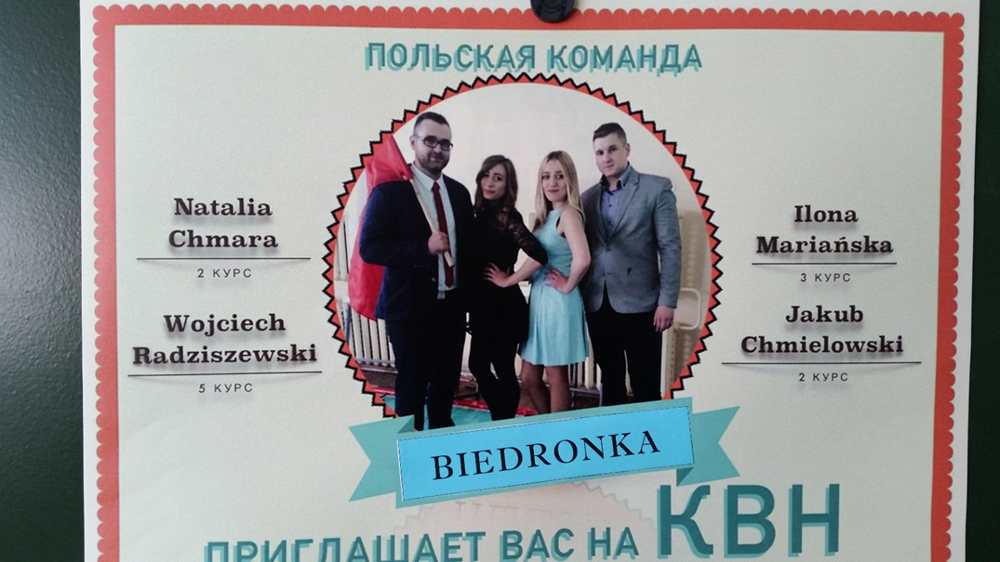 ПОЛЬСКАЯ КОМАНДА
Natalia
Chmara
2 КУРС
Wojciech
Radziszewski
5 КУРС
Ilona
Mariańska
3 КУРС
Jakub
Chmielowski
2 КУРС
BIEDRONKA
ПРИГЛАШАЕТ ВАС НА КВН